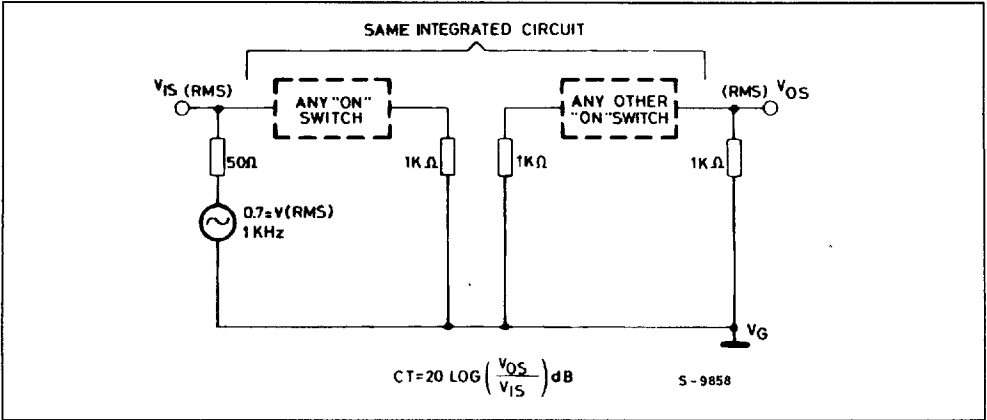 SAME INTEGRATED CIRCUIT
VIS (RMS)
ANY "ON"
SWITCH
ANY OTHER
"ON" SWITCH
(RMS) VOS
50Ω
1KΩ
1KΩ
1KΩ
0.7=V(RMS)
1KHz
VG
CT=20 LOG (VOS/VIS) dB
S-9858